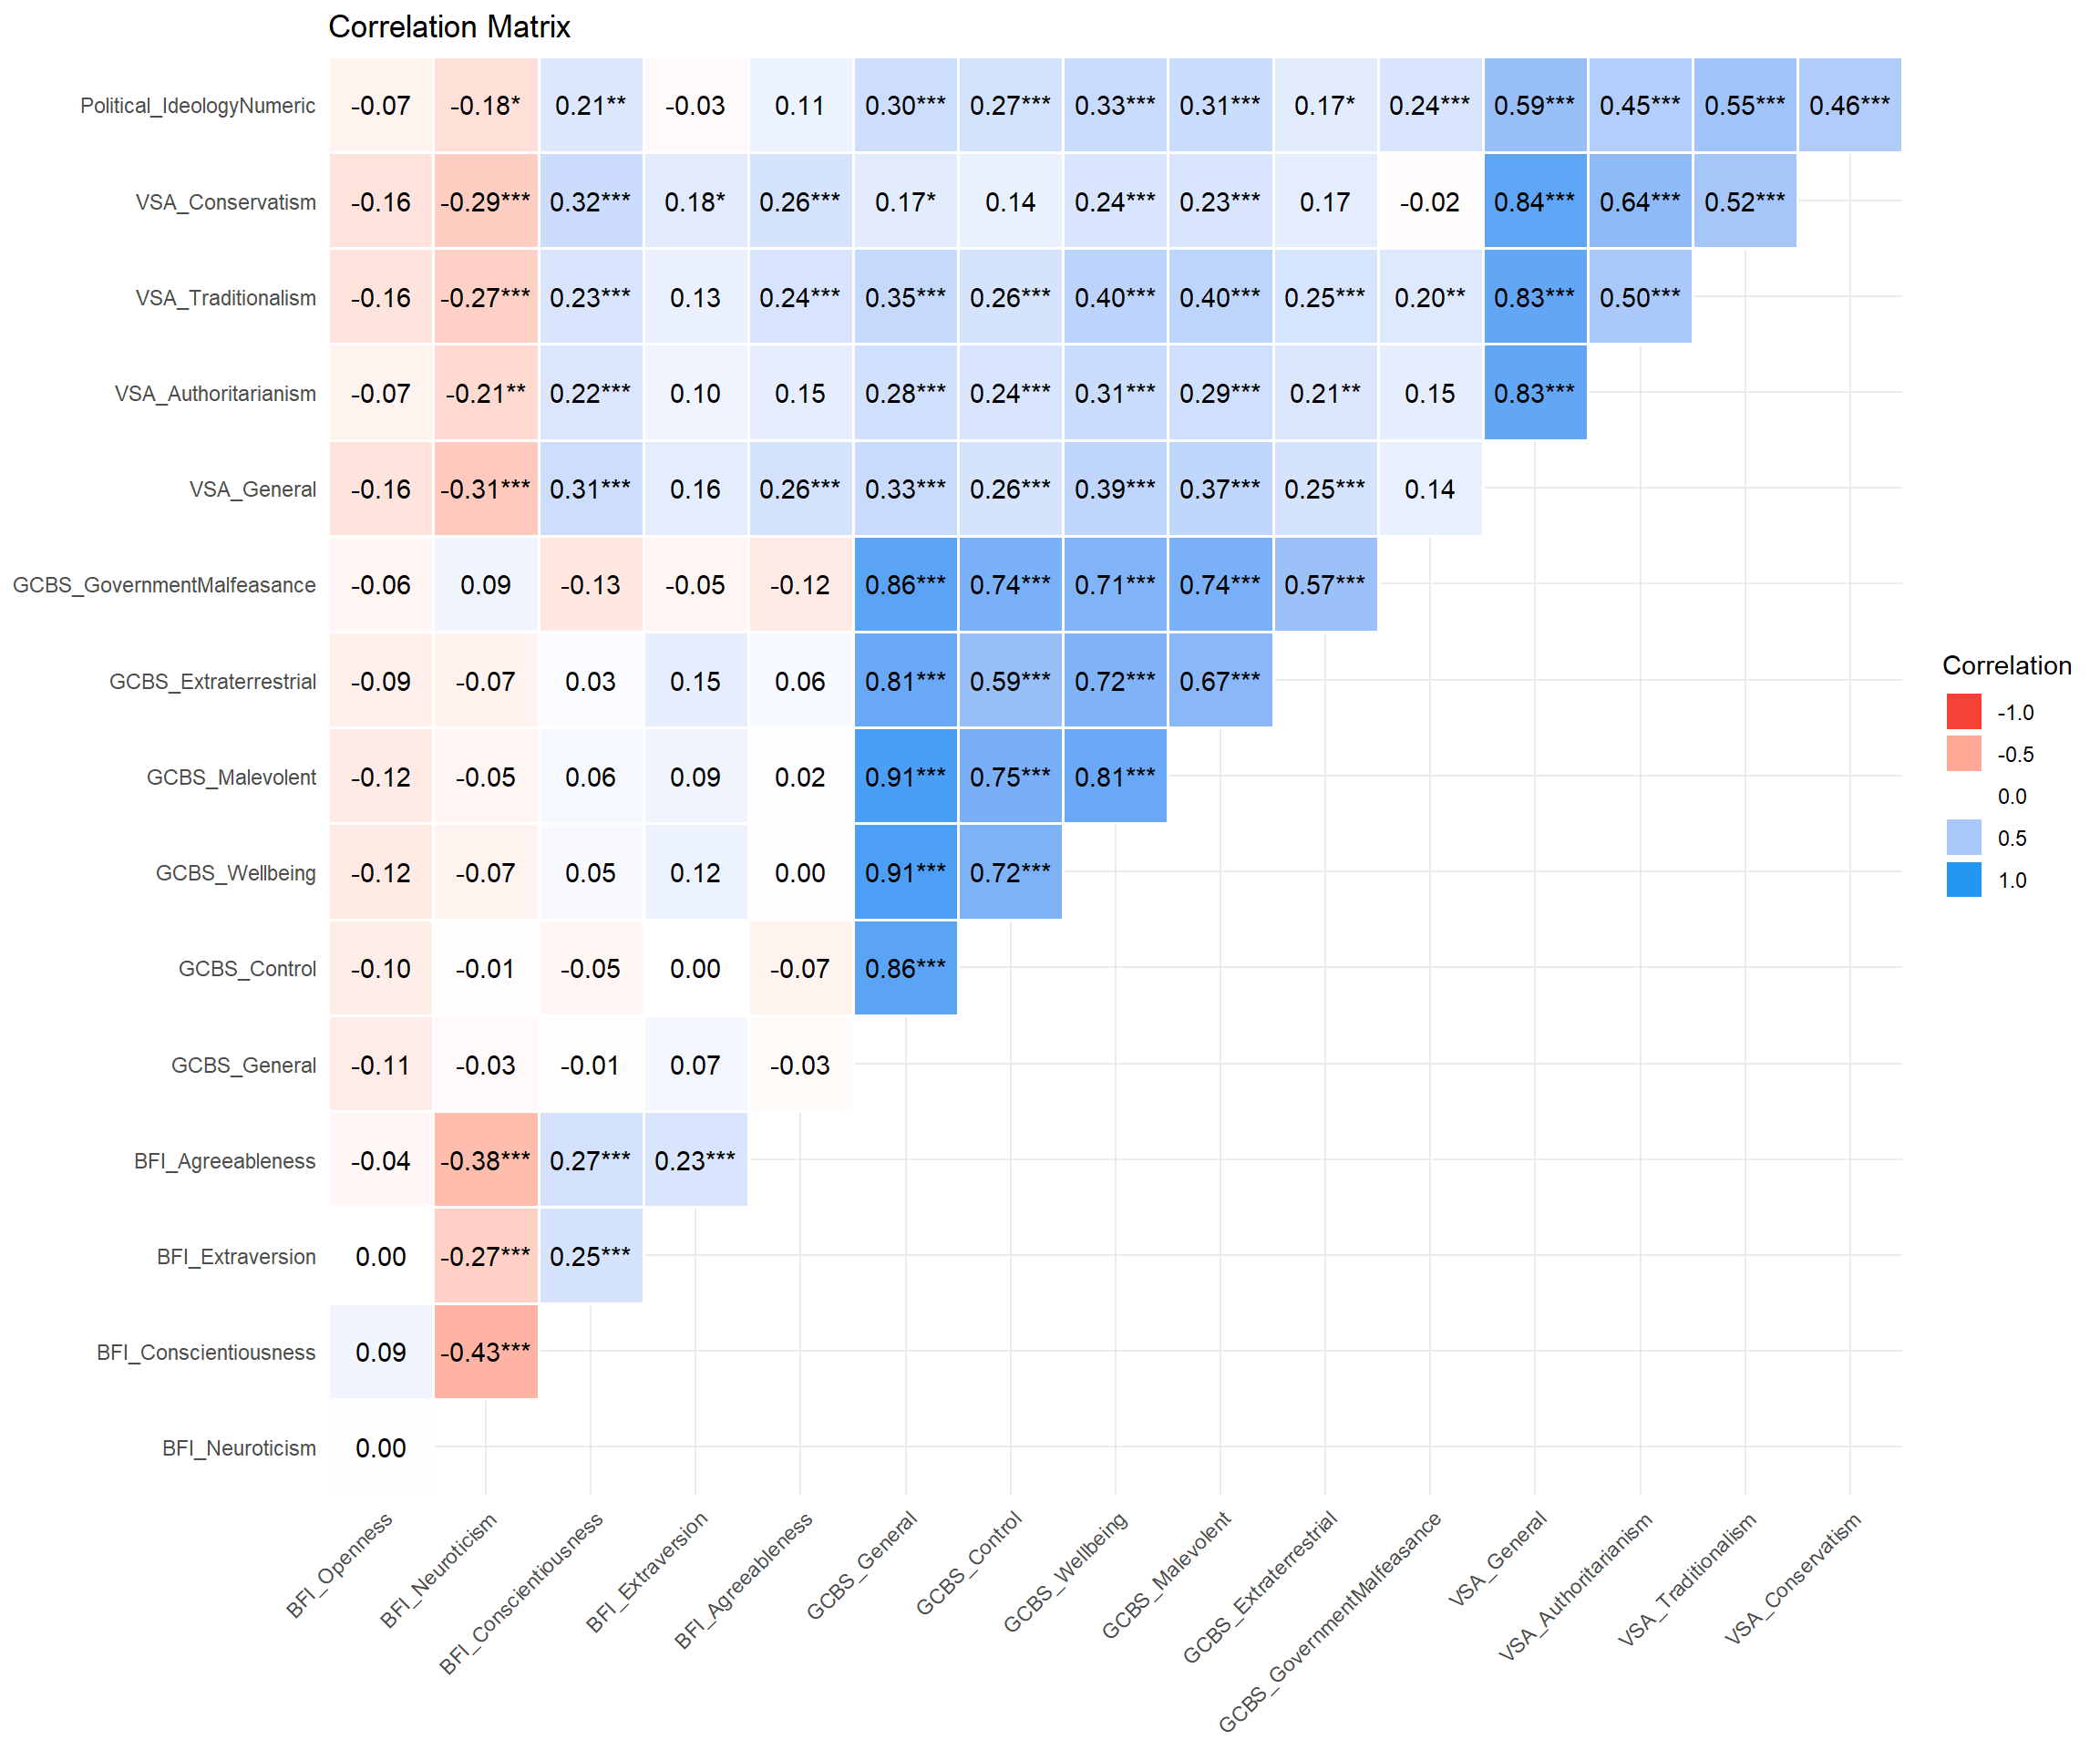 Correlation Matrix
Political_IdeologyNumeric -0.07 -0.18* 0.21** -0.03 0.11 0.30*** 0.27*** 0.33*** 0.31*** 0.17* 0.24*** 0.59*** 0.45*** 0.55*** 0.46***
VSA_Conservatism -0.16 -0.29*** 0.32*** 0.18* 0.26*** 0.17* 0.14 0.24*** 0.23*** 0.17 -0.02 0.84*** 0.64*** 0.52***
VSA_Traditionalism -0.16 -0.27*** 0.23*** 0.13 0.24*** 0.35*** 0.26*** 0.40*** 0.40*** 0.25*** 0.20** 0.83*** 0.50***
VSA_Authoritarianism -0.07 -0.21** 0.22*** 0.10 0.15 0.28*** 0.24*** 0.31*** 0.29*** 0.21** 0.15 0.83***
VSA_General -0.16 -0.31*** 0.31*** 0.16 0.26*** 0.33*** 0.26*** 0.39*** 0.37*** 0.25*** 0.14
GCBS_GovernmentMalfeasance -0.06 0.09 -0.13 -0.05 -0.12 0.86*** 0.74*** 0.71*** 0.74*** 0.57***
GCBS_Extraterrestrial -0.09 -0.07 0.03 0.15 0.06 0.81*** 0.59*** 0.72*** 0.67***
GCBS_Malevolent -0.12 -0.05 0.06 0.09 0.02 0.91*** 0.75*** 0.81***
GCBS_Wellbeing -0.12 -0.07 0.05 0.12 0.00 0.91*** 0.72***
GCBS_Control -0.10 -0.01 -0.05 0.00 -0.07 0.86***
GCBS_General -0.11 -0.03 -0.01 0.07 -0.03
BFI_Agreeableness -0.04 -0.38*** 0.27*** 0.23***
BFI_Extraversion 0.00 -0.27*** 0.25***
BFI_Conscientiousness 0.09 -0.43***
BFI_Neuroticism 0.00
BFI_Openness
BFI_Neuroticism
BFI_Conscientiousness
BFI_Extraversion
BFI_Agreeableness
GCBS_General
GCBS_Control
GCBS_Wellbeing
GCBS_Malevolent
GCBS_Extraterrestrial
GCBS_GovernmentMalfeasance
VSA_General
VSA_Authoritarianism
VSA_Traditionalism
VSA_Conservatism
Correlation
-1.0
-0.5
0.0
0.5
1.0